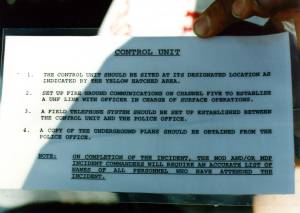 CONTROL UNIT
1. THE CONTROL UNIT SHOULD BE SITED AT ITS DESIGNATED LOCATION AS
INDICATED BY THE YELLOW HATCHED AREA.
2. SET UP FIRE GROUND COMMUNICATIONS ON CHANNEL FIVE TO ESTABLISH
A UHF LINK WITH OFFICER IN CHARGE OF SURFACE OPERATIONS.
3. A FIELD TELEPHONE SYSTEM SHOULD BE SET UP ESTABLISHED BETWEEN
THE CONTROL UNIT AND THE POLICE OFFICE.
4. A COPY OF THE UNDERGROUND PLANS SHOULD BE OBTAINED FROM THE
POLICE OFFICE.
NOTE: ON COMPLETION OF THE INCIDENT, THE MOD AND/OR MDP
INCIDENT COMMANDERS WILL REQUIRE AN ACCURATE LIST OF
NAMES OF ALL PERSONNEL WHO HAVE ATTENDED THE
INCIDENT.